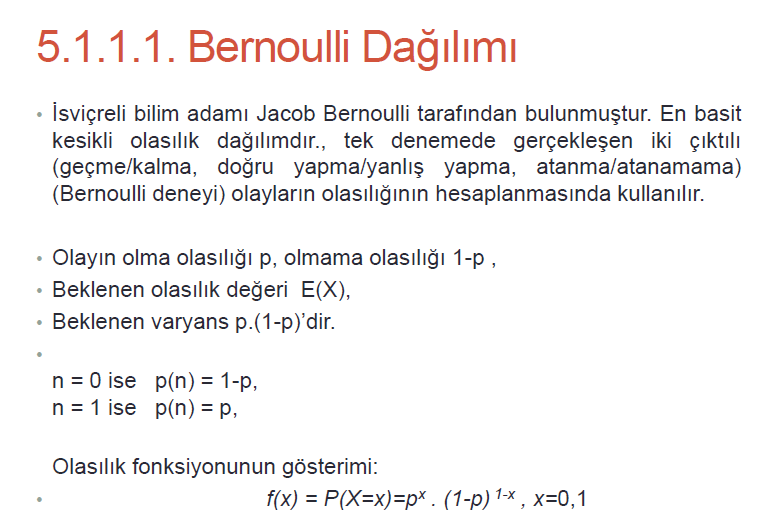 5.1.1.1. Bernoulli Dağılımı
• İsviçreli bilim adamı Jacob Bernoulli tarafından bulunmuştur. En basit
kesikli olasılık dağılımdır., tek denemede gerçekleşen iki çıktılı
(geçme/kalma, doğru yapma/yanlış yapma, atanma/atanamama)
(Bernoulli deneyi) olayların olasılığının hesaplanmasında kullanılır.
• Olayın olma olasılığı p, olmama olasılığı 1-p ,
• Beklenen olasılık değeri E(X),
• Beklenen varyans p.(1-p)’dir.
•
n = 0 ise p(n) = 1-p,
n = 1 ise p(n) = p,
Olasılık fonksiyonunun gösterimi:
• f(x) = P(X=x)=pˣ . (1-p) ¹⁻ˣ , x=0,1